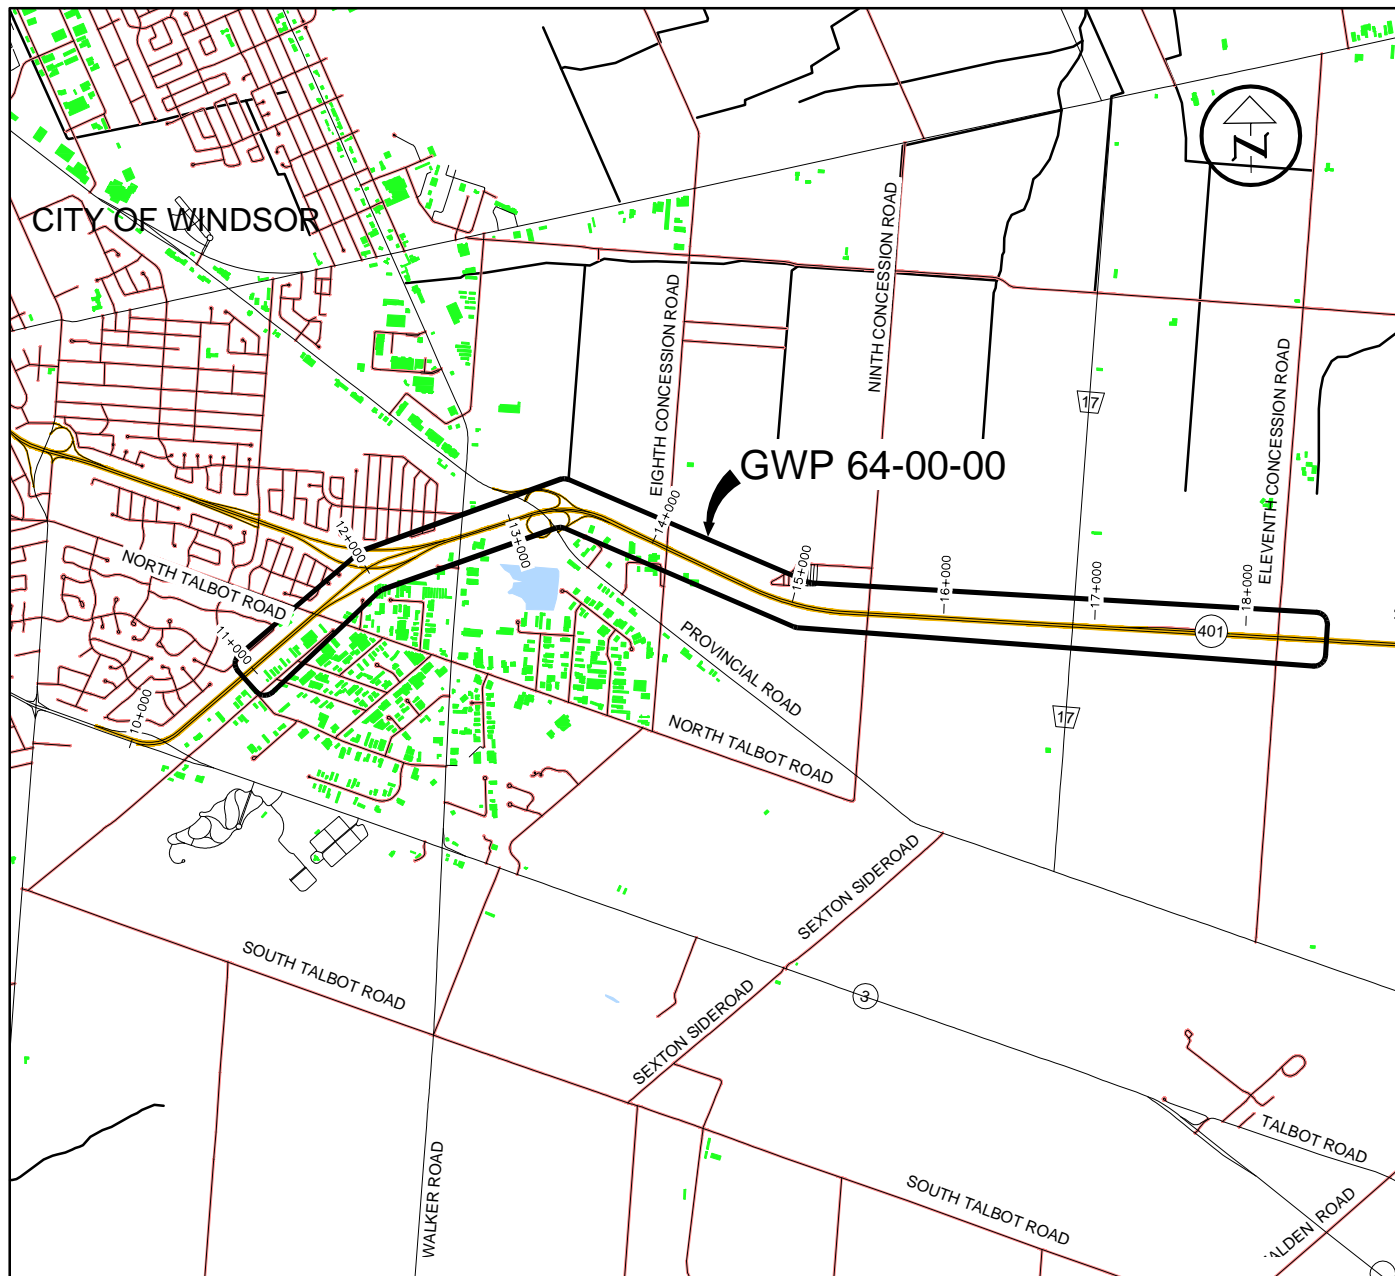 CITY OF WINDSOR
N
EIGHTH CONCESSION ROAD
NINTH CONCESSION ROAD
ELEVENTH CONCESSION ROAD
17
GWP 64-00-00
14+000
13+000
12+000
15+000
16+000
17+000
18+000
NORTH TALBOT ROAD
11+000
10+000
401
PROVINCIAL ROAD
17
NORTH TALBOT ROAD
SEXTON SIDEROAD
SOUTH TALBOT ROAD
3
SEXTON SIDEROAD
WALKER ROAD
TALBOT ROAD
SOUTH TALBOT ROAD
ALDEN ROAD